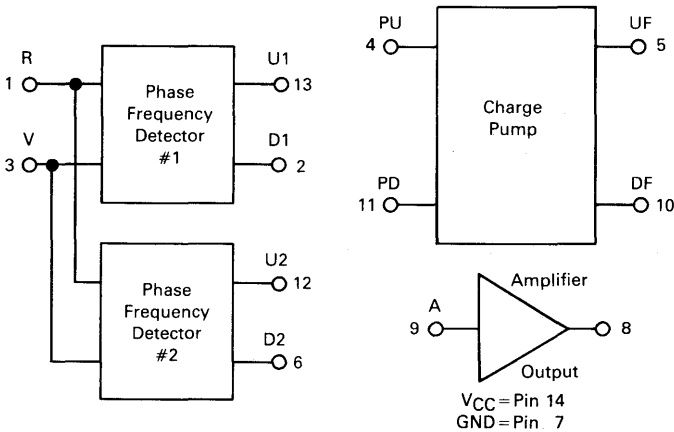 R
1
V
3
Phase
Frequency
Detector
#1
U1
13
D1
2
Phase
Frequency
Detector
#2
U2
12
D2
6
PU
4
PD
11
Charge
Pump
UF
5
DF
10
A
9
Amplifier
8
Output
VCC = Pin 14
GND = Pin. 7